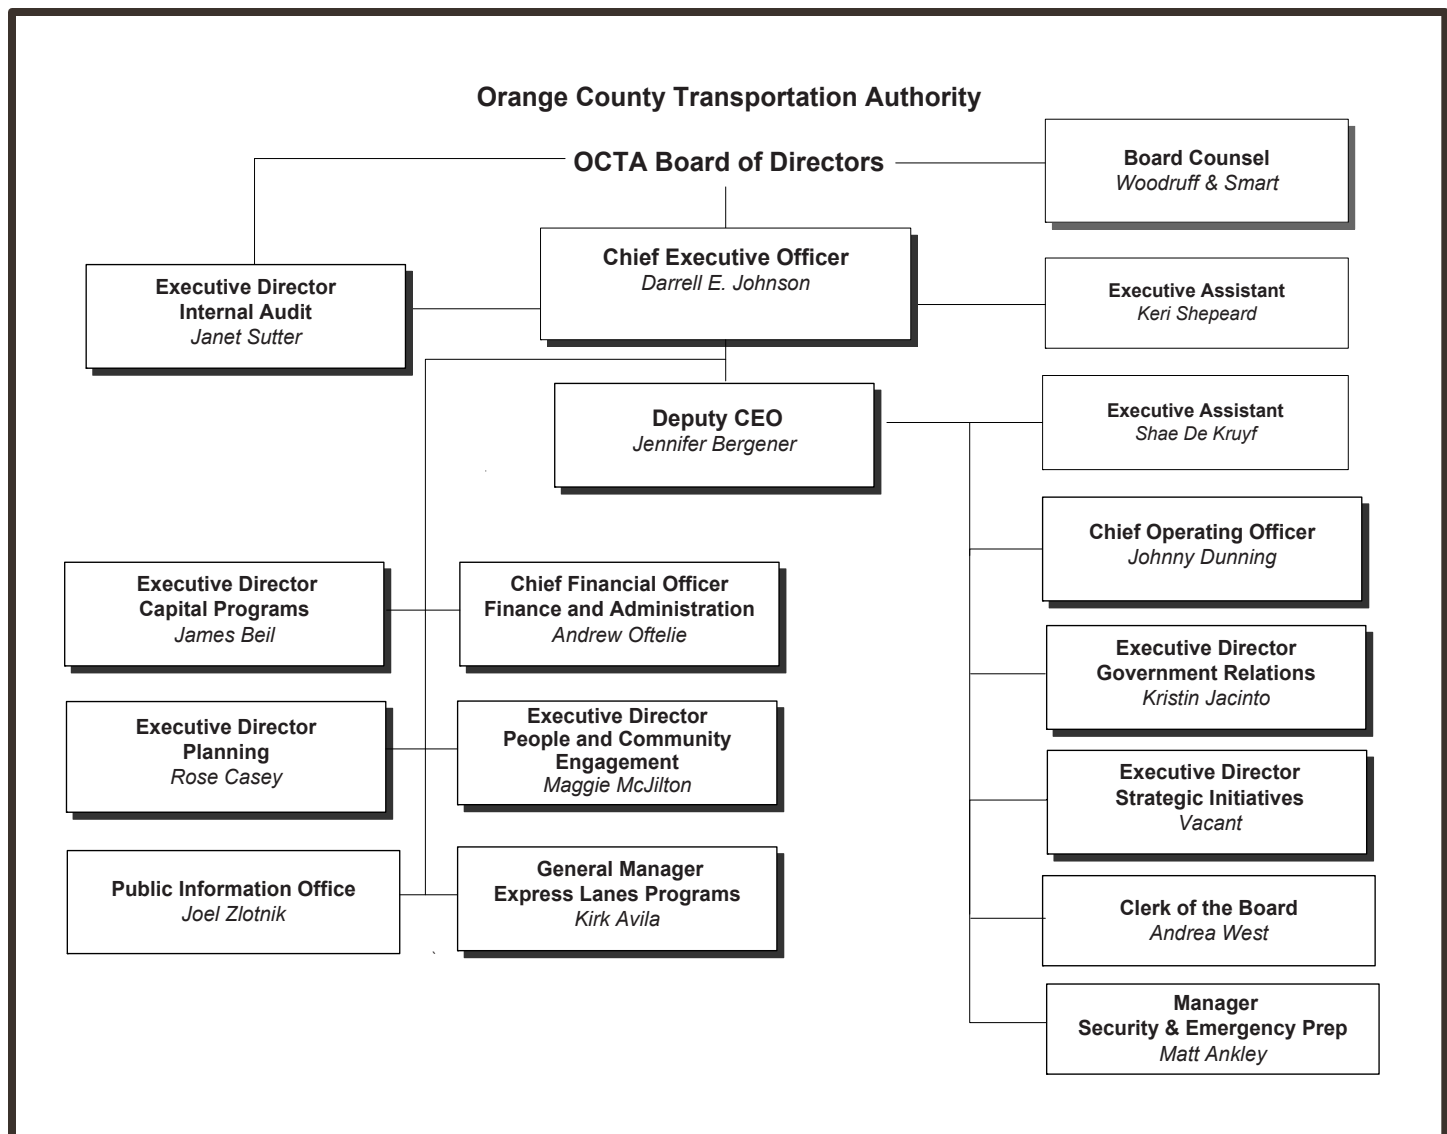 Orange County Transportation Authority
OCTA Board of Directors
Board Counsel
Woodruff & Smart
Chief Executive Officer
Darrell E. Johnson
Executive Director
Internal Audit
Janet Sutter
Executive Assistant
Keri Shepeard
Deputy CEO
Jennifer Bergener
Executive Assistant
Shae De Kruyf
Chief Operating Officer
Johnny Dunning
Executive Director
Capital Programs
James Beil
Chief Financial Officer
Finance and Administration
Andrew Oftelie
Executive Director
Government Relations
Kristin Jacinto
Executive Director
Planning
Rose Casey
Executive Director
People and Community
Engagement
Maggie McJilton
Executive Director
Strategic Initiatives
Vacant
Public Information Office
Joel Zlotnik
General Manager
Express Lanes Programs
Kirk Avila
Clerk of the Board
Andrea West
Manager
Security & Emergency Prep
Matt Ankley